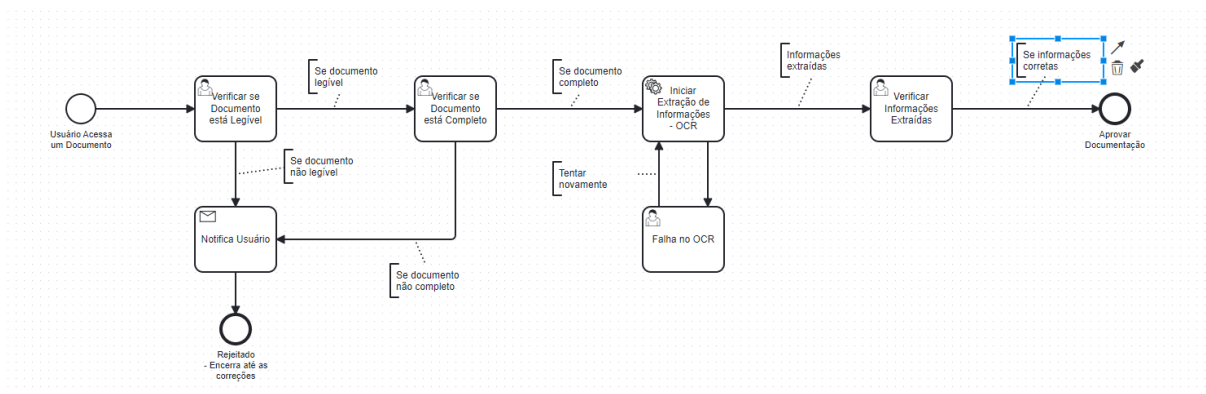 Usuário Acessa
um Documento
Verificar se
Documento
está Legível
Se documento
legível
Se documento
não legível
Notifica Usuário
Rejeitado
- Encerra até as
correções
Verificar se
Documento
está Completo
Se documento
não completo
Se documento
completo
Iniciar
Extração de
Informações
- OCR
Tentar
novamente
Falha no OCR
Informações
extraídas
Verificar
Informações
Extraídas
Se informações
corretas
Aprovar
Documentação